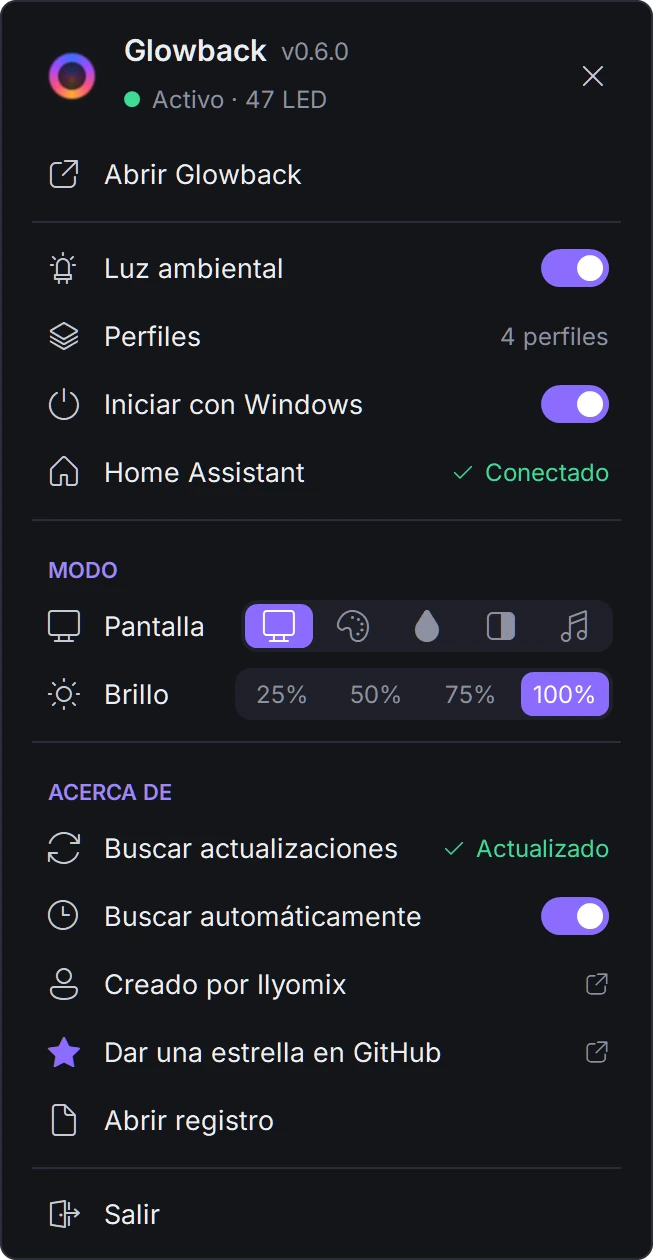 Glowback v0.6.0
Activo · 47 LED
Abrir Glowback
Luz ambiental
Perfiles 4 perfiles
Iniciar con Windows
Home Assistant ✓ Conectado
MODO
Pantalla
Brillo 25% 50% 75% 100%
ACERCA DE
Buscar actualizaciones ✓ Actualizado
Buscar automáticamente
Creado por llyomix
Dar una estrella en GitHub
Abrir registro
Salir